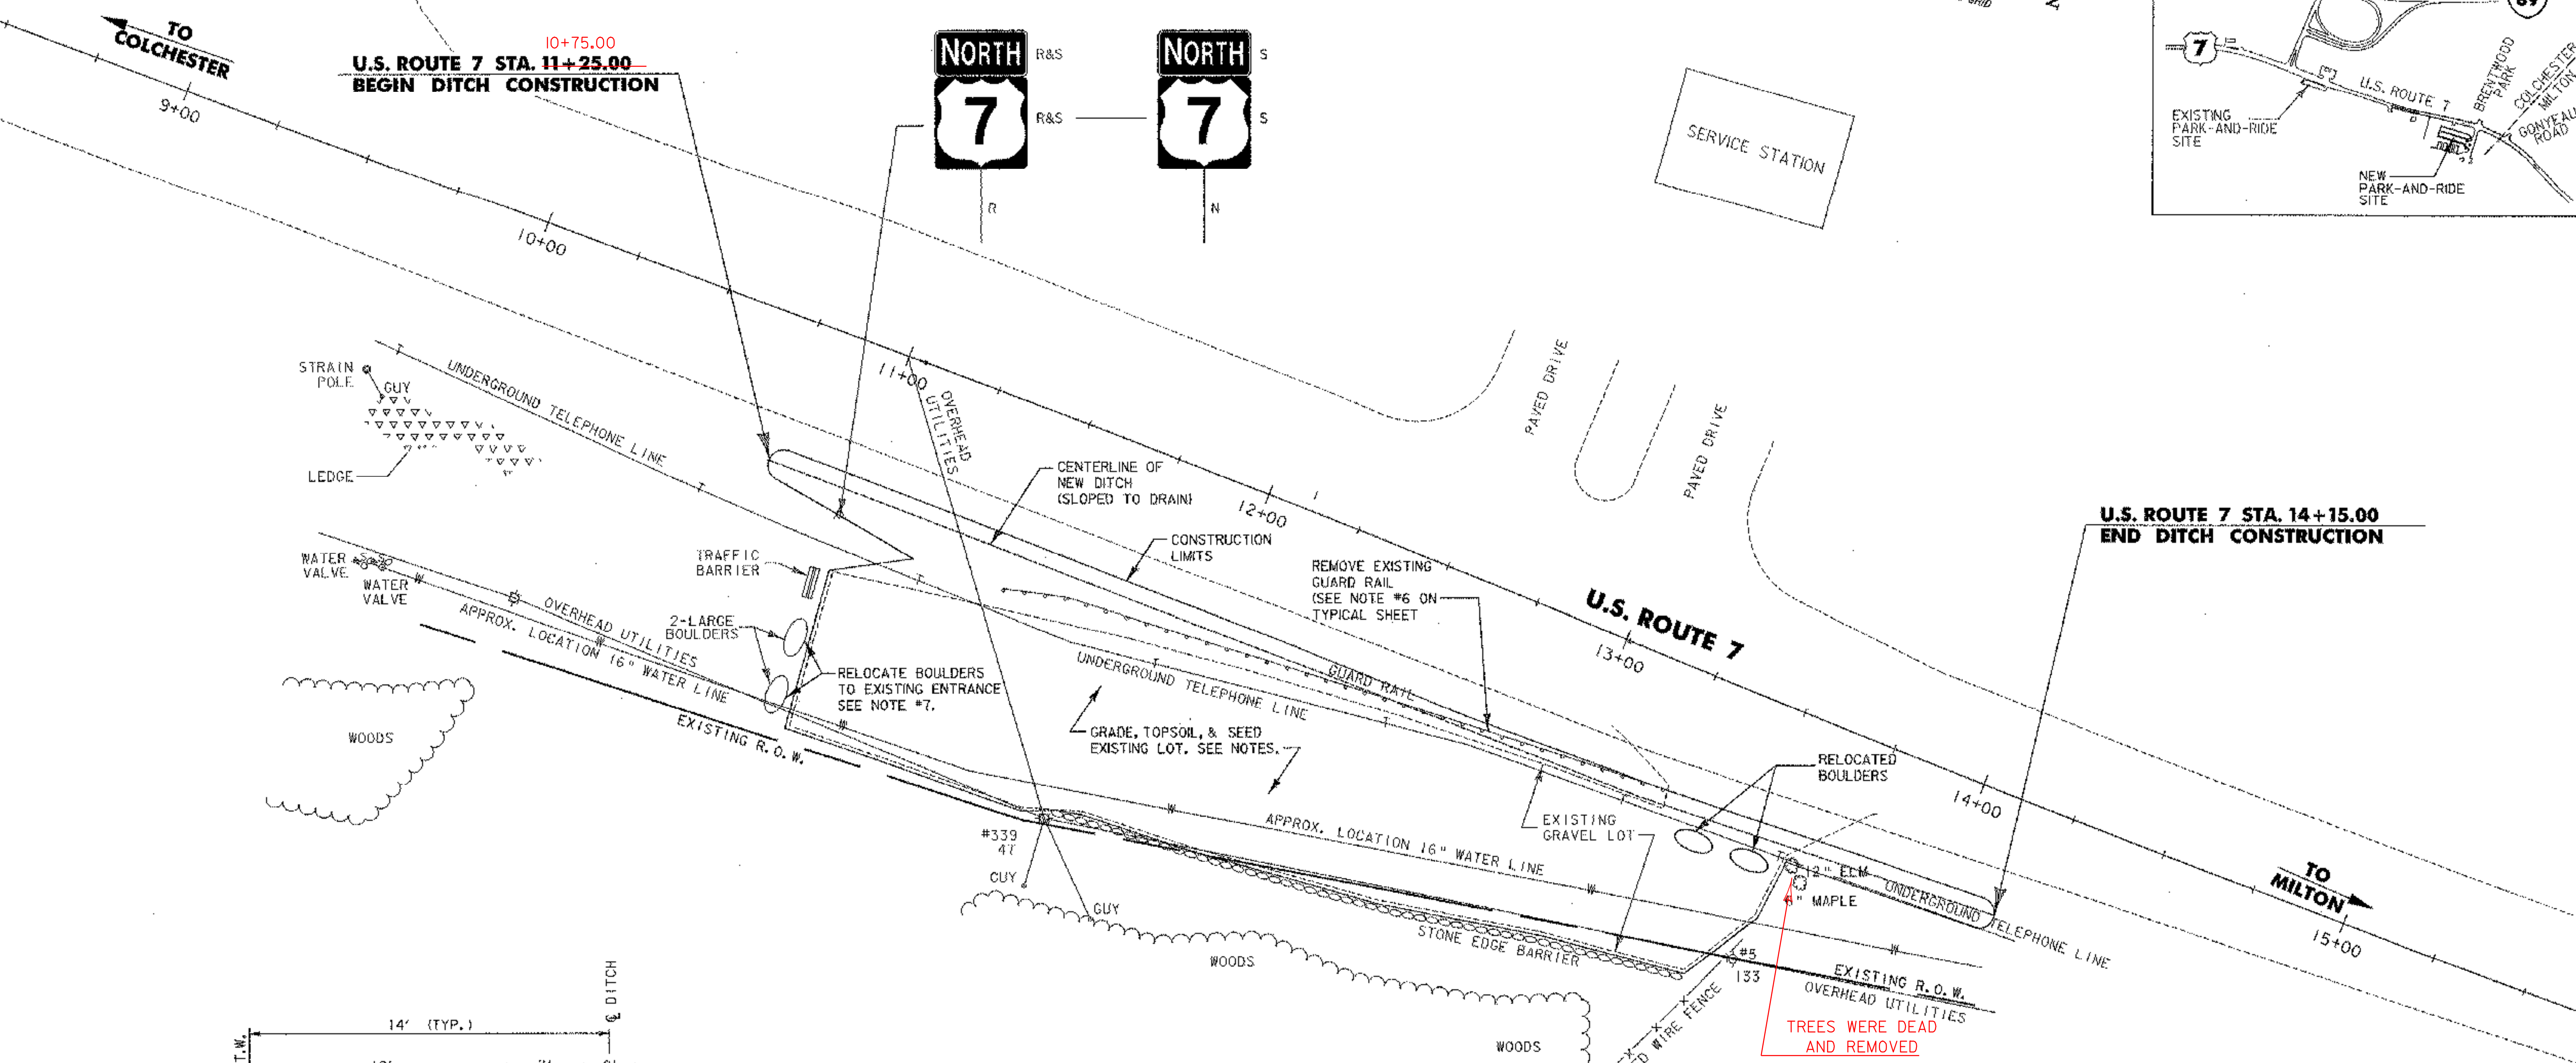 TO
COLCHESTER
9+00
10+75.00
U.S. ROUTE 7 STA. 11+25.00
BEGIN DITCH CONSTRUCTION
10+00
NORTH R&S
7 R&S
R
NORTH S
7 S
N
SERVICE STATION
7
U.S. ROUTE 7
BRENTWOOD
PARK
COLCHESTER
MILTON
ROAD
EXISTING
PARK-AND-RIDE
SITE
NEW
PARK-AND-RIDE
SITE
STRAIN
POLE
GUY
LEDGE
T
UNDERGROUND TELEPHONE LINE
T
11+00
OVERHEAD
UTILITIES
CENTERLINE OF
NEW DITCH
(SLOPED TO DRAIN)
CONSTRUCTION
LIMITS
12+00
PAVED DRIVE
PAVED DRIVE
REMOVE EXISTING
GUARD RAIL
(SEE NOTE #6 ON
TYPICAL SHEET
U.S. ROUTE 7
13+00
U.S. ROUTE 7 STA. 14+15.00
END DITCH CONSTRUCTION
WATER
VALVE
WATER
VALVE
W
OVERHEAD UTILITIES
APPROX. LOCATION 16" WATER LINE
W
TRAFFIC
BARRIER
2-LARGE
BOULDERS
RELOCATE BOULDERS
TO EXISTING ENTRANCE
SEE NOTE #7.
T
T
UNDERGROUND TELEPHONE LINE
T
GUARD RAIL
GRADE, TOPSOIL, & SEED
EXISTING LOT. SEE NOTES.
EXISTING R.O.W.
W
WOODS
RELOCATED
BOULDERS
14+00
EXISTING
GRAVEL LOT
T
W
APPROX. LOCATION 16" WATER LINE
W
#339
GUY
GUY
12" ELM
" MAPLE
T
UNDERGROUND TELEPHONE LINE
TO
MILTON
15+00
STONE EDGE BARRIER
WOODS
#5
133
W
EXISTING R.O.W.
OVERHEAD UTILITIES
WIRE FENCE
TREES WERE DEAD
AND REMOVED
WOODS
14' (TYP.)
℄ DITCH